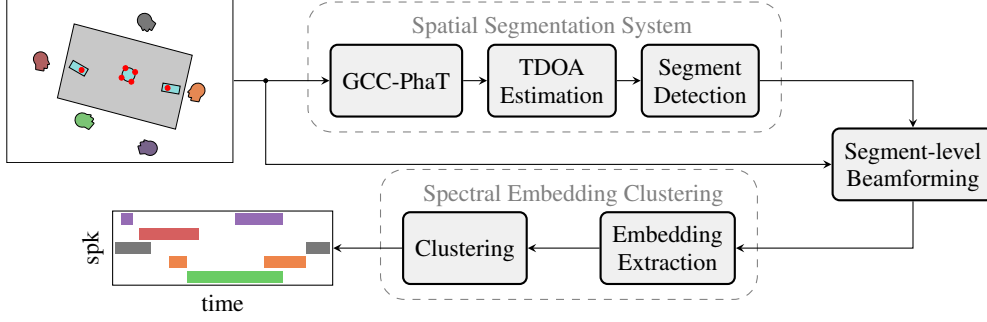 Spatial Segmentation System
GCC-PhaT
TDOA
Estimation
Segment
Detection
Segment-level
Beamforming
Spectral Embedding Clustering
Clustering
Embedding
Extraction
spk
time